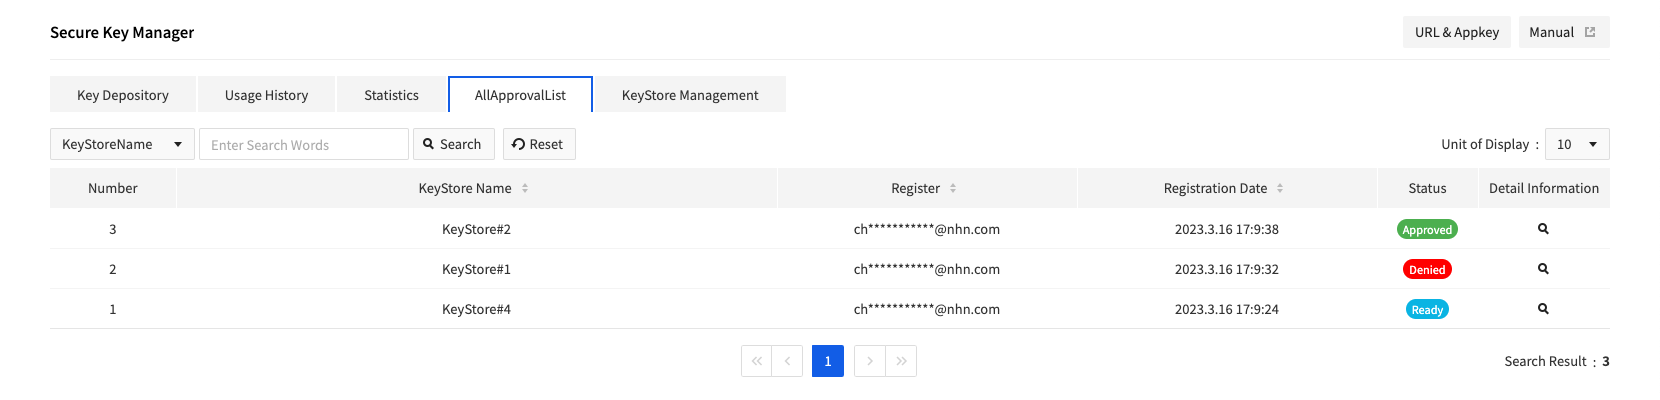 Secure Key Manager
URL & Appkey
Manual
Key Depository
Usage History
Statistics
AllApprovalList
KeyStore Management
KeyStoreName
Enter Search Words
Search
Reset
Unit of Display : 10
Number KeyStore Name Register Registration Date Status Detail Information
3 KeyStore#2 ch***********@nhn.com 2023.3.16 17:9:38 Approved
2 KeyStore#1 ch***********@nhn.com 2023.3.16 17:9:32 Denied
1 KeyStore#4 ch***********@nhn.com 2023.3.16 17:9:24 Ready
1
Search Result : 3